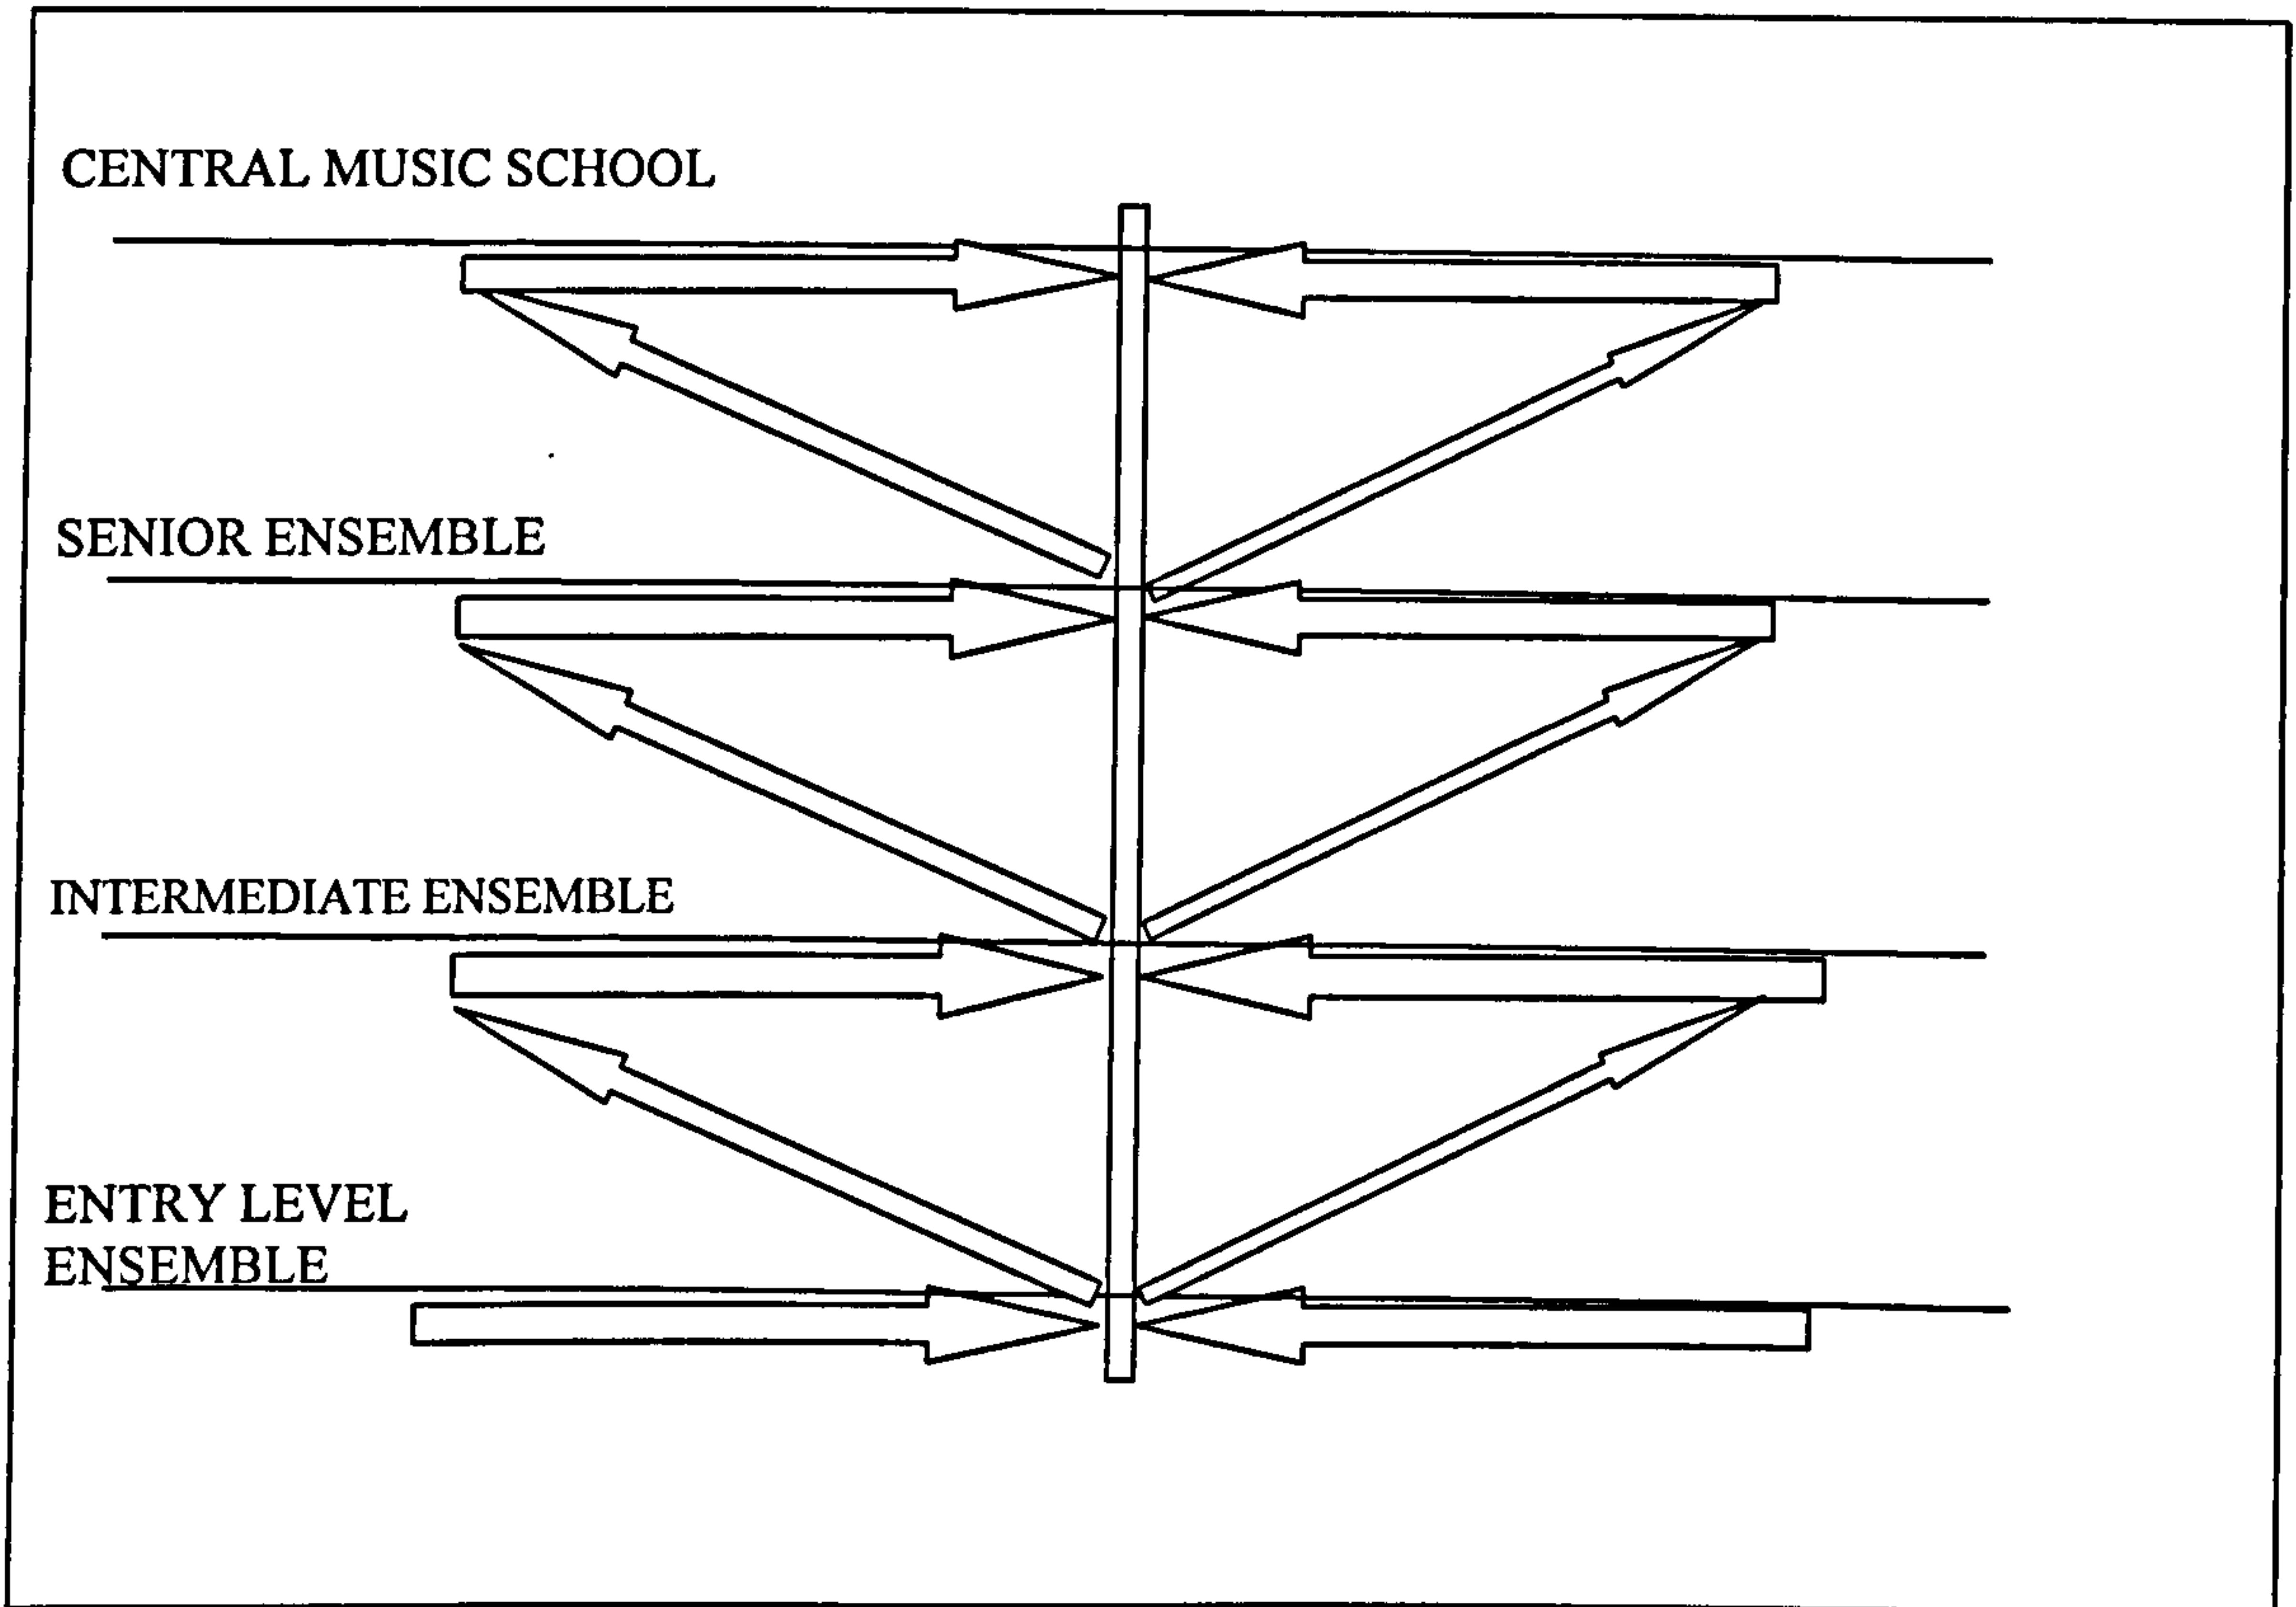 CENTRAL MUSIC SCHOOL
SENIOR ENSEMBLE
INTERMEDIATE ENSEMBLE
ENTRY LEVEL
ENSEMBLE